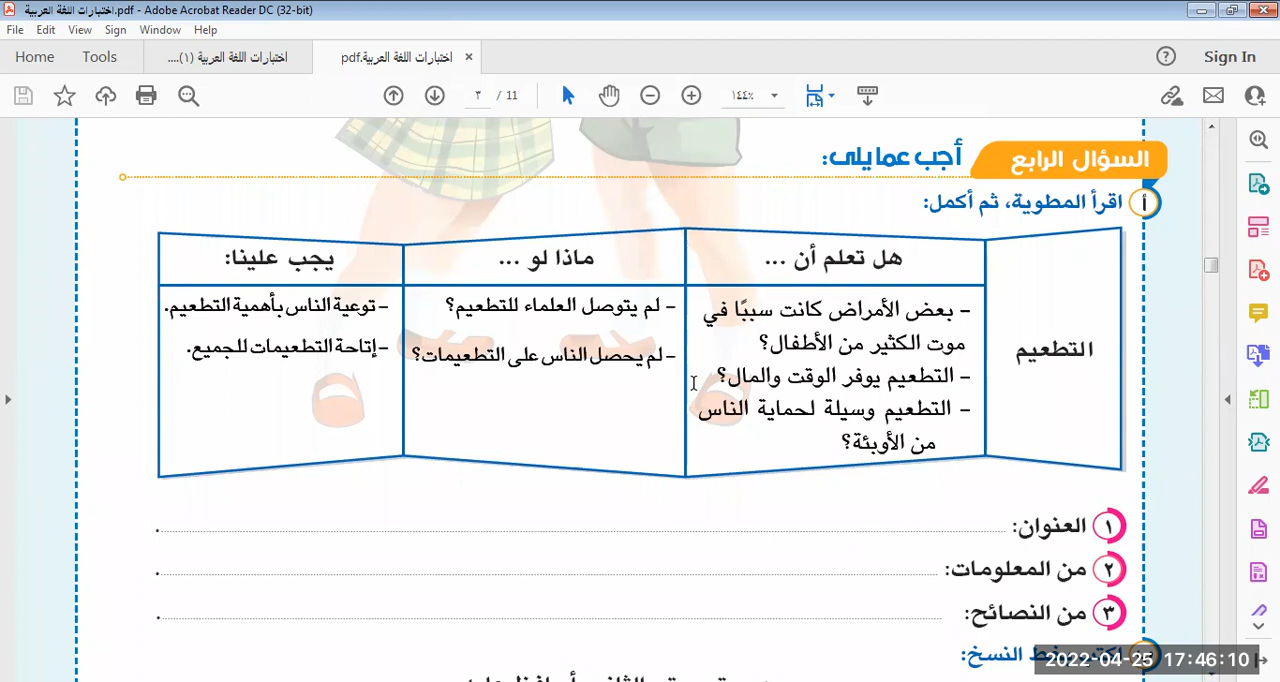 اختبارات اللغة العربية.pdf - Adobe Acrobat Reader DC (32-bit)
File Edit View Sign Window Help
Home Tools اختبارات اللغة العربية (١).... اختبارات اللغة العربية.pdf × Sign In
٣ / 11 ١٤٤٪
السؤال الرابع أجب عما يلى:
أ اقرأ المطوية، ثم أكمل:
التطعيم
هل تعلم أن ...
- بعض الأمراض كانت سببًا في
موت الكثير من الأطفال؟
- التطعيم يوفر الوقت والمال؟
- التطعيم وسيلة لحماية الناس
من الأوبئة؟
ماذا لو ...
- لم يتوصل العلماء للتطعيم؟
- لم يحصل الناس على التطعيمات؟
يجب علينا:
- توعية الناس بأهمية التطعيم.
- إتاحة التطعيمات للجميع.
١ العنوان: .
٢ من المعلومات: .
٣ من النصائح: .
النسخ:
2022-04-25 17:46:10